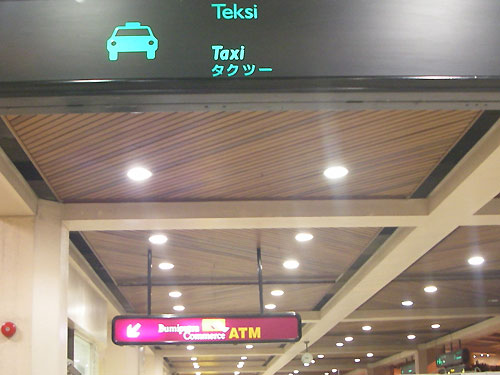 Teksi
Taxi
タクツー
Bumiputra
Commerce ATM